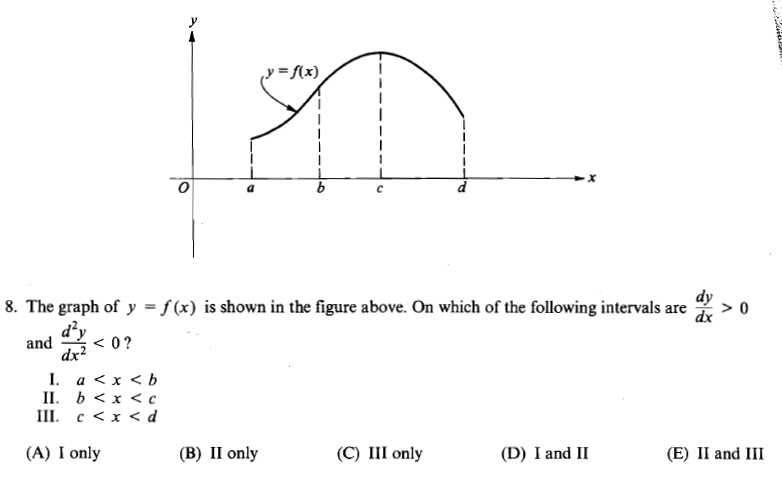 y
y = f(x)
O a b c d x
8. The graph of y = f(x) is shown in the figure above. On which of the following intervals are dy/dx > 0
and d²y/dx² < 0?
I. a < x < b
II. b < x < c
III. c < x < d
(A) I only (B) II only (C) III only (D) I and II (E) II and III